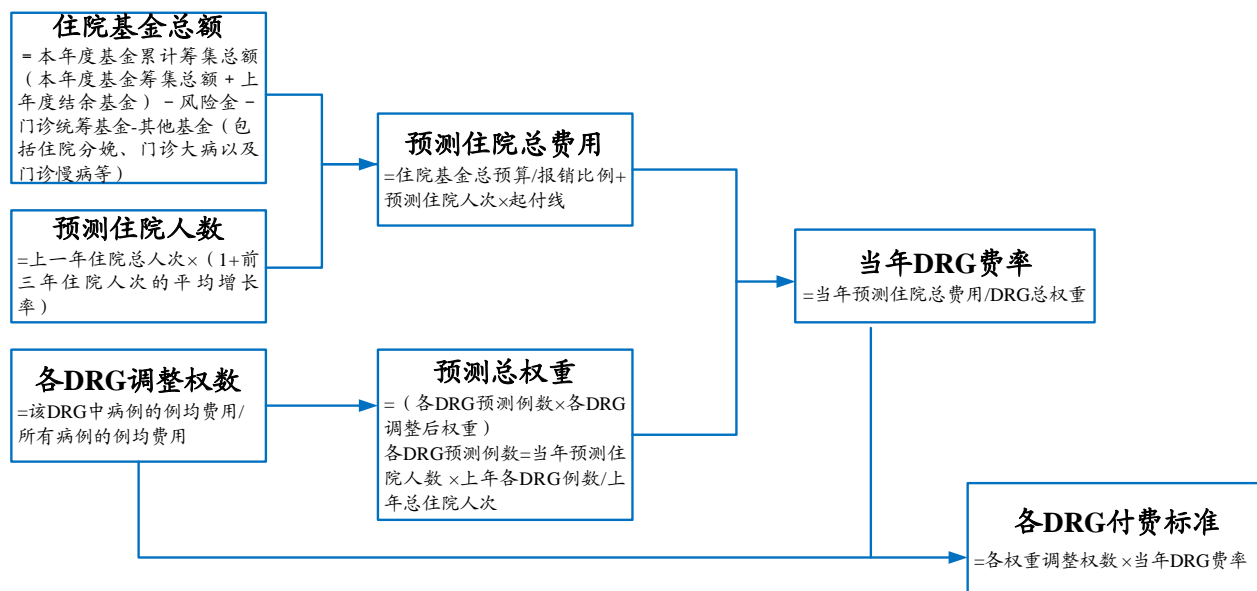 住院基金总额
＝本年度基金累计筹集总额
（本年度基金筹集总额＋上
年度结余基金）－风险金－
门诊统筹基金-其他基金（包
括住院分娩、门诊大病以及
门诊慢病等）
预测住院人数
=上一年住院总人次×（1+前
三年住院人次的平均增长
率）
各DRG调整权数
=该DRG中病例的例均费用/
所有病例的例均费用
预测住院总费用
=住院基金总预算/报销比例+
预测住院人次×起付线
预测总权重
=（各DRG预测例数×各DRG
调整后权重）
各DRG预测例数=当年预测住
院人数×上年各DRG例数/上
年总住院人次
当年DRG费率
=当年预测住院总费用/DRG总权重
各DRG付费标准
=各权重调整权数×当年DRG费率